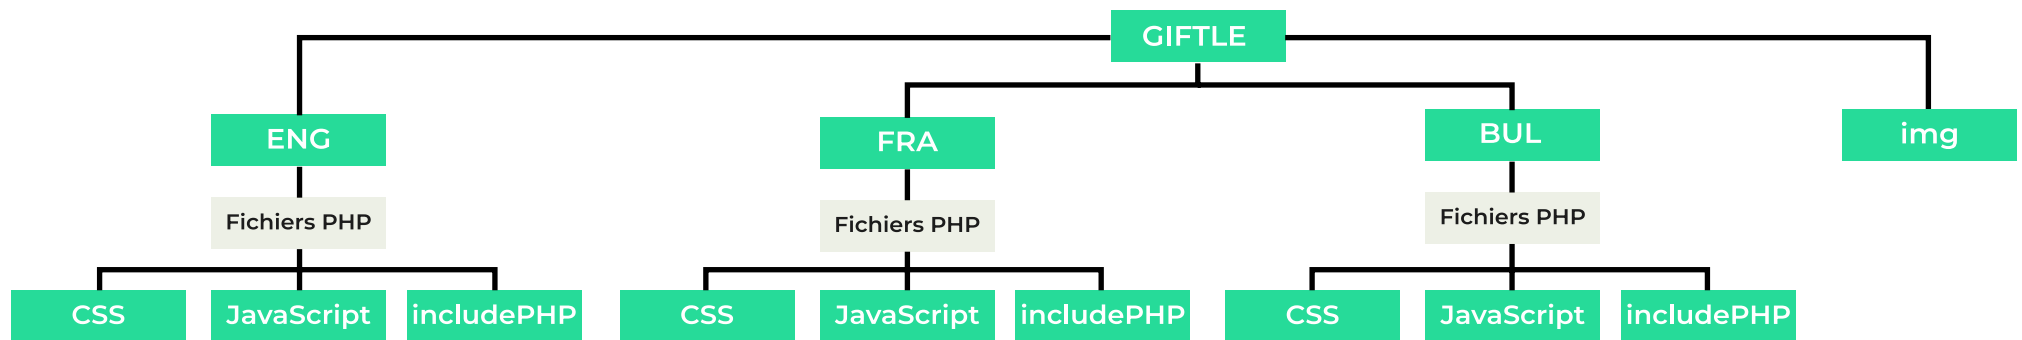 GIFTLE
ENG
FRA
BUL
img
Fichiers PHP
Fichiers PHP
Fichiers PHP
CSS
JavaScript
includePHP
CSS
JavaScript
includePHP
CSS
JavaScript
includePHP